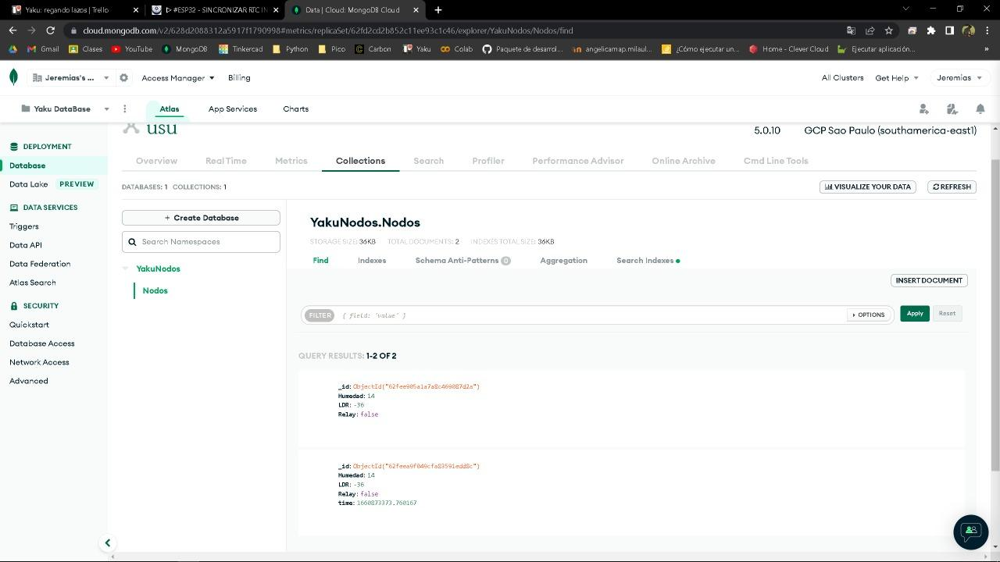 Yaku: regando lazos | Trello
#ESP32 - SINCRONIZAR RTC IN
Data | Cloud: MongoDB Cloud
cloud.mongodb.com/v2/628d2088312a5917f1790998#metrics/replicaSet/62fd2cd2b852c11ee93c1c46/explorer/YakuNodos/Nodos/find
Gmail
Clases
YouTube
MongoDB
Tinkercad
Python
Pico
Carbon
Yaku
Colab
Paquete de desarrol...
angelicamap.milaul...
¿Cómo ejecutar un...
Home - Clever Cloud
Ejecutar aplicación...
Jeremias's ...
Access Manager
Billing
All Clusters
Get Help
Jeremias
Yaku DataBase
Atlas
App Services
Charts
usu
5.0.10
GCP Sao Paulo (southamerica-east1)
DEPLOYMENT
Database
Data Lake PREVIEW
DATA SERVICES
Triggers
Data API
Data Federation
Atlas Search
SECURITY
Quickstart
Database Access
Network Access
Advanced
Overview
Real Time
Metrics
Collections
Search
Profiler
Performance Advisor
Online Archive
Cmd Line Tools
DATABASES: 1 COLLECTIONS: 1
VISUALIZE YOUR DATA
REFRESH
+ Create Database
Search Namespaces
YakuNodos
Nodos
YakuNodos.Nodos
STORAGE SIZE: 36KB TOTAL DOCUMENTS: 2 INDEXES TOTAL SIZE: 36KB
Find
Indexes
Schema Anti-Patterns 0
Aggregation
Search Indexes
INSERT DOCUMENT
FILTER { field: 'value' }
OPTIONS
Apply
Reset
QUERY RESULTS: 1-2 OF 2
_id: ObjectId("62fee905a1a7a8c469087d2a")
Humedad: 14
LDR: -36
Relay: false
_id: ObjectId("62feea9f049cfa83591edd8c")
Humedad: 14
LDR: -36
Relay: false
time: 1660873373.760167